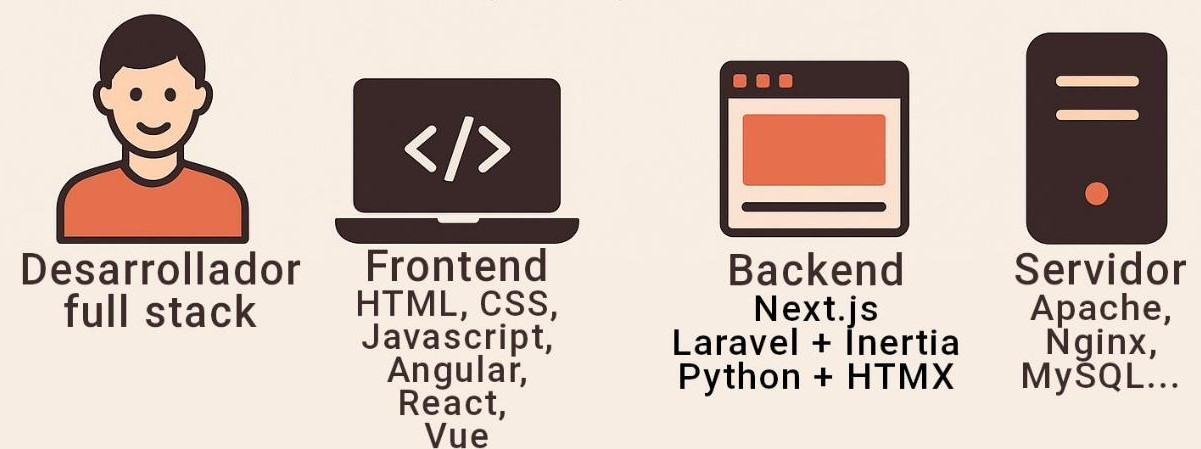 Desarrollador
full stack
Frontend
HTML, CSS,
Javascript,
Angular,
React,
Vue
Backend
Next.js
Laravel + Inertia
Python + HTMX
Servidor
Apache,
Nginx,
MySQL...